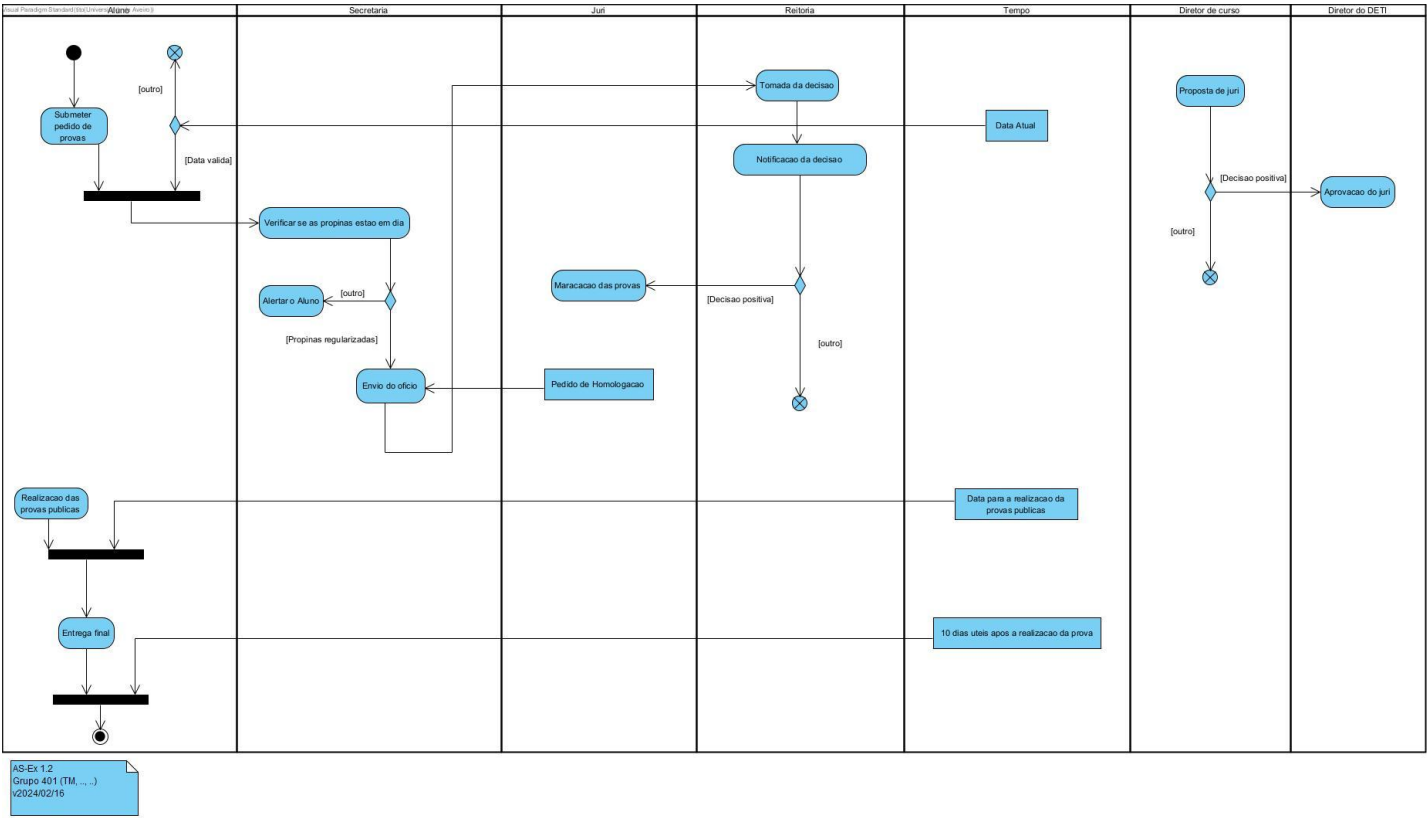 Visual Paradigm Standard
Aluno
Secretaria
Juri
Reitoria
Tempo
Diretor de curso
Diretor do DETI
[outro]
Submeter
pedido de
provas
[Data valida]
Tomada da decisao
Data Atual
Proposta de juri
Notificacao da decisao
[Decisao positiva]
Aprovacao do juri
[outro]
Verificar se as propinas estao em dia
Alertar o Aluno
[outro]
[Propinas regularizadas]
Maracacao das provas
[Decisao positiva]
[outro]
Envio do oficio
Pedido de Homologacao
Realizacao das
provas publicas
Data para a realizacao da
provas publicas
Entrega final
10 dias uteis apos a realizacao da prova
AS-Ex 1.2
Grupo 401 (TM, .., ..)
v2024/02/16